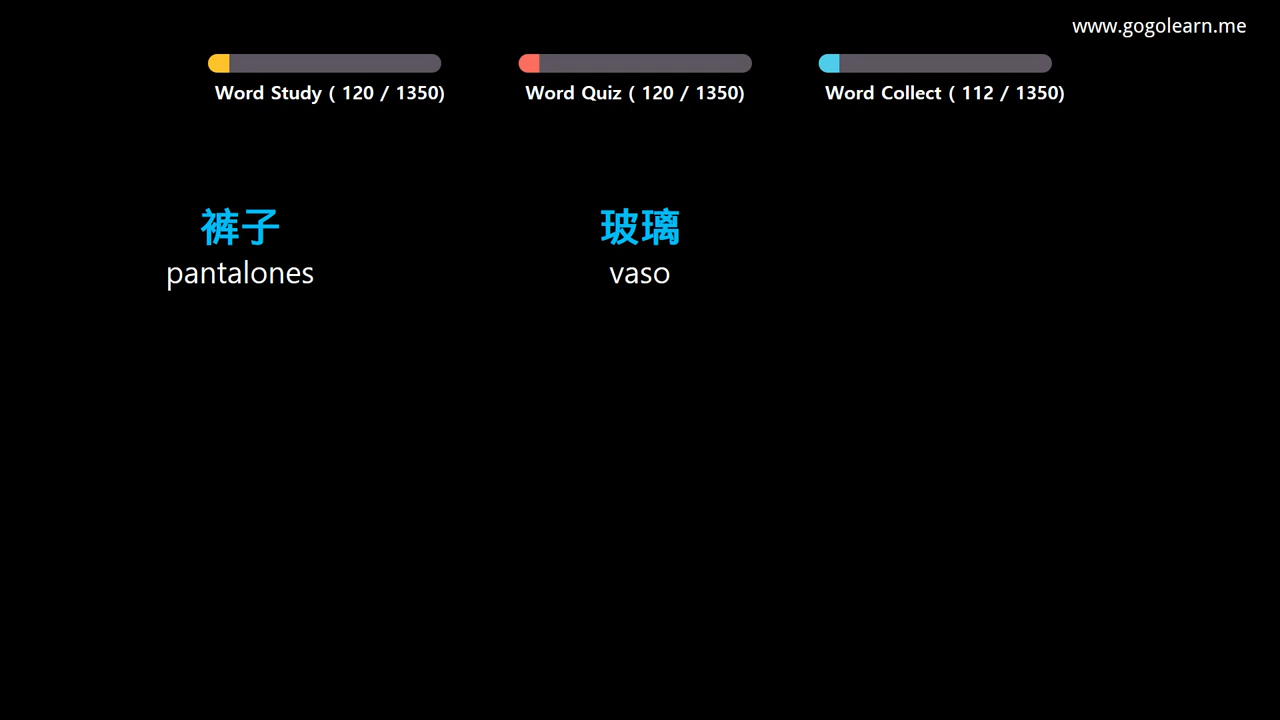 www.gogolearn.me
Word Study ( 120 / 1350)
Word Quiz ( 120 / 1350)
Word Collect ( 112 / 1350)
裤子
pantalones
玻璃
vaso